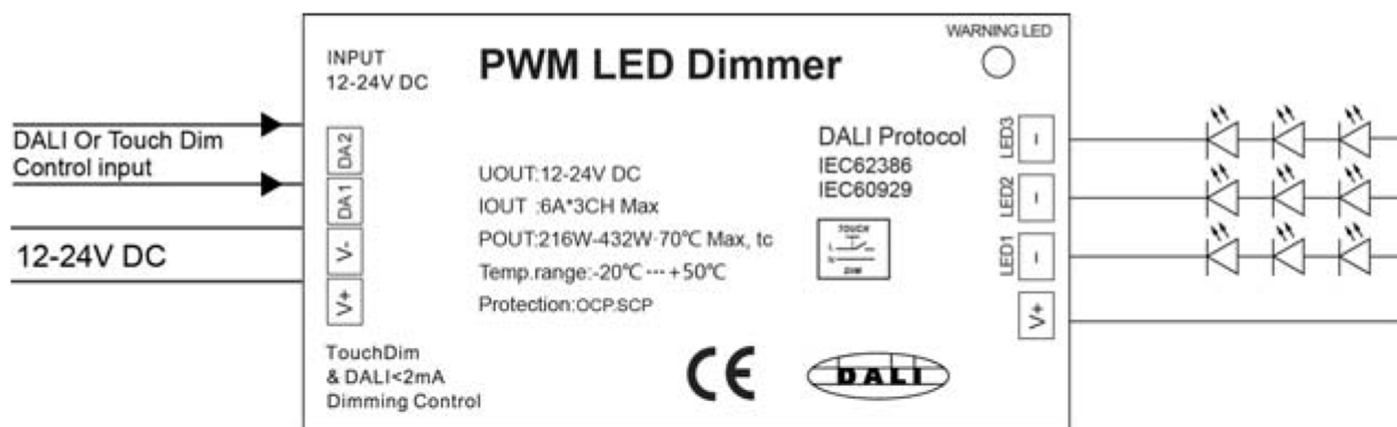 WARNING LED
INPUT
12-24V DC
PWM LED Dimmer
DALI Or Touch Dim
Control input
12-24V DC
DA2
DA1
V-
V+
UOUT:12-24V DC
IOUT :6A*3CH Max
POUT:216W-432W·70℃ Max, tc
Temp.range:-20℃ --- +50℃
Protection:OCP.SCP
DALI Protocol
IEC62386
IEC60929
TOUCH
L
N
DIM
LED3 -
LED2 -
LED1 -
V+
TouchDim
& DALI<2mA
Dimming Control
CE
DALI